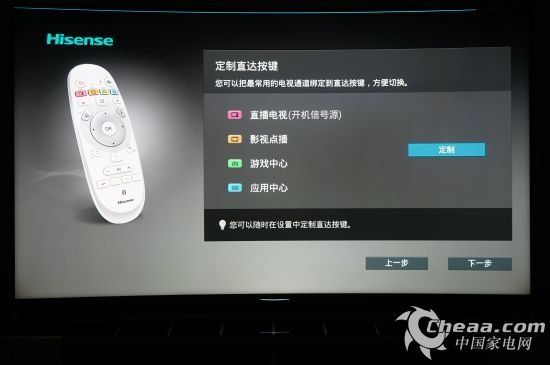 Hisense
定制直达按键
您可以把最常用的电视通道绑定到直达按键，方便切换。
直播电视(开机信号源)
影视点播
游戏中心
应用中心
定制
您可以随时在设置中定制直达按键。
上一步
下一步
OK
Hisense
Cheaa.com
中国家电网